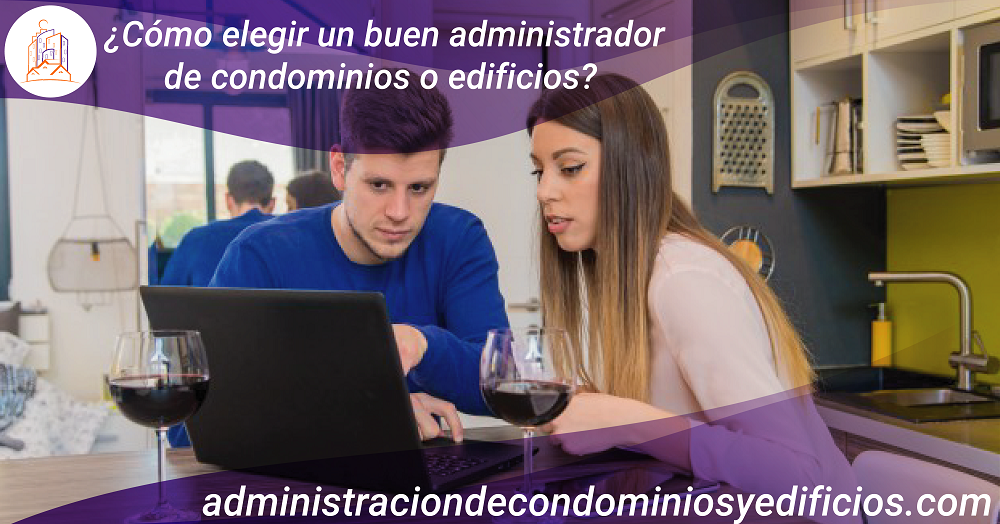 ¿Cómo elegir un buen administrador
de condominios o edificios?
administraciondecondominiosyedificios.com